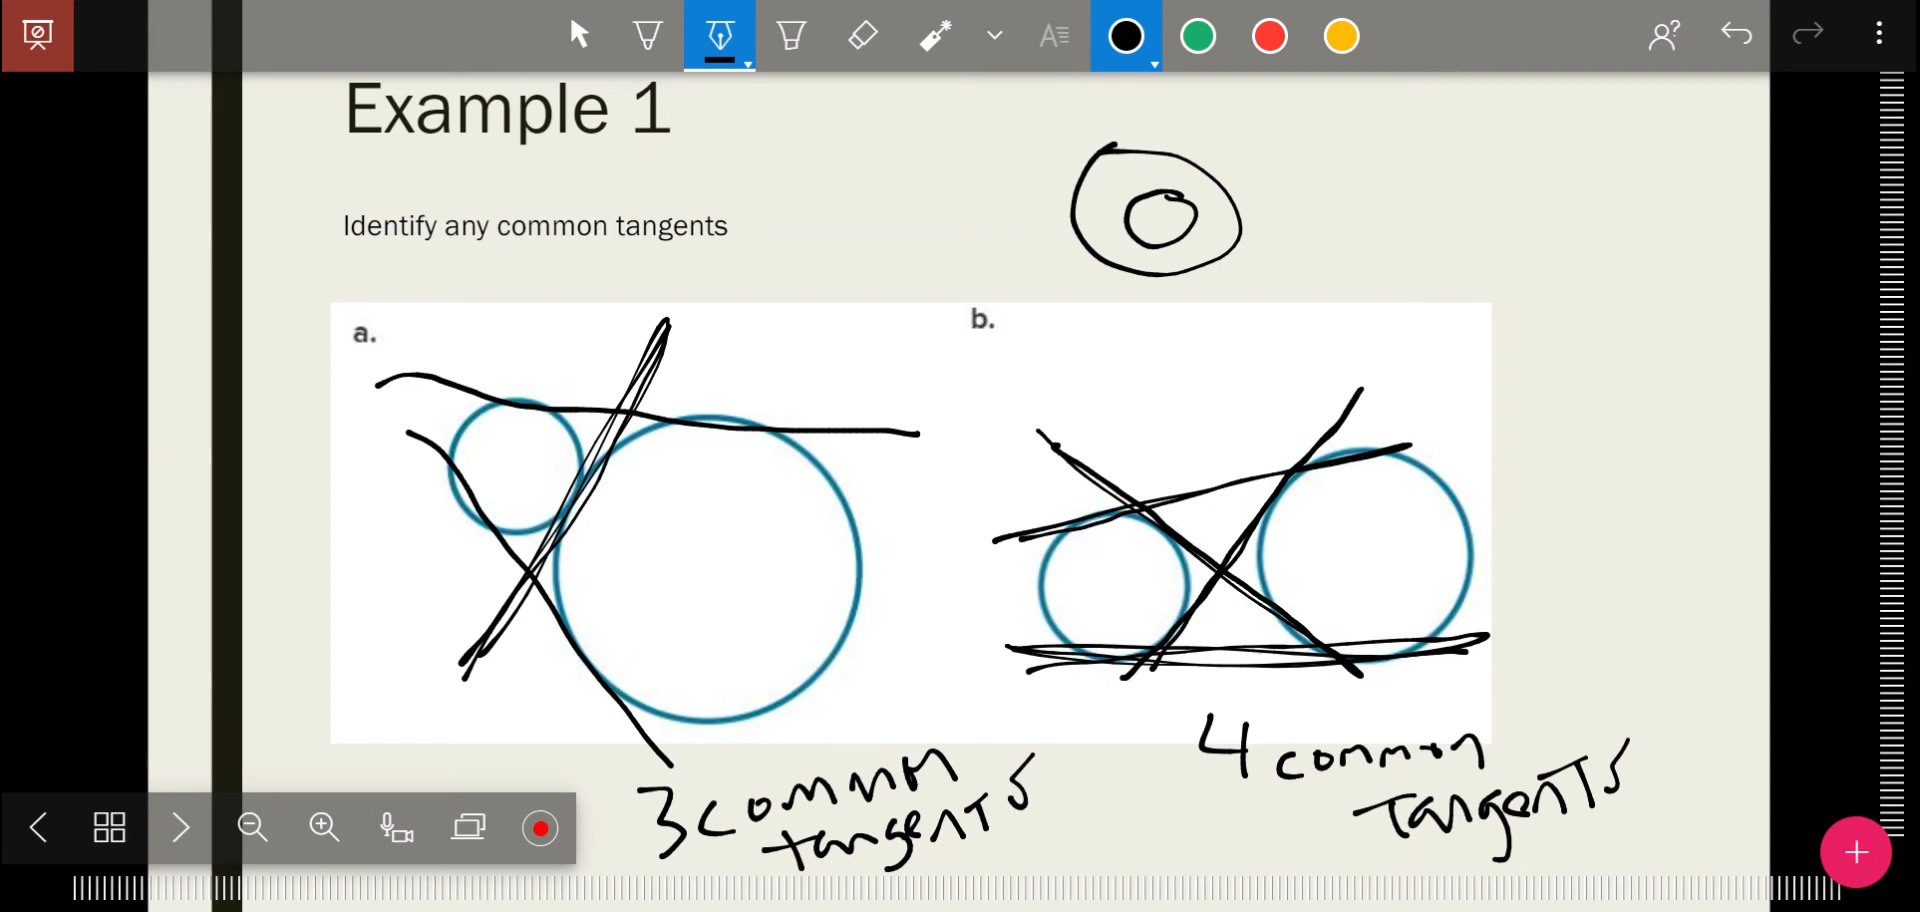 Example 1
Identify any common tangents
a.
b.
3 common
tangents
4 common
Tangents